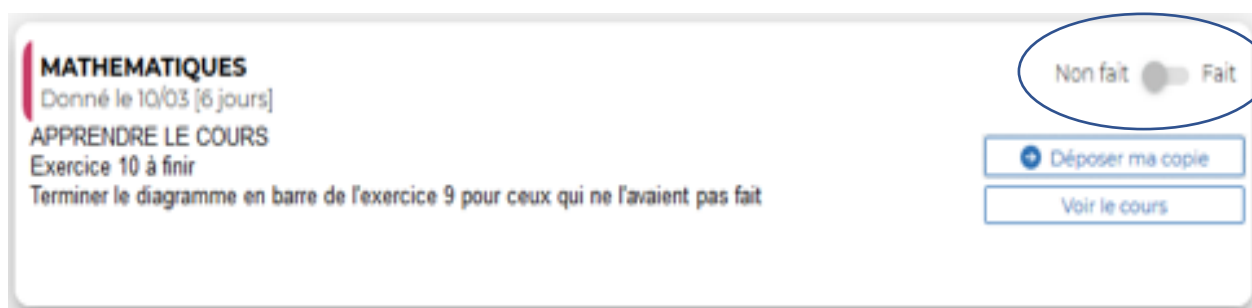 MATHEMATIQUES
Donné le 10/03 [6 jours]
Non fait Fait
APPRENDRE LE COURS
Exercice 10 à finir
Terminer le diagramme en barre de l'exercice 9 pour ceux qui ne l'avaient pas fait
Déposer ma copie
Voir le cours